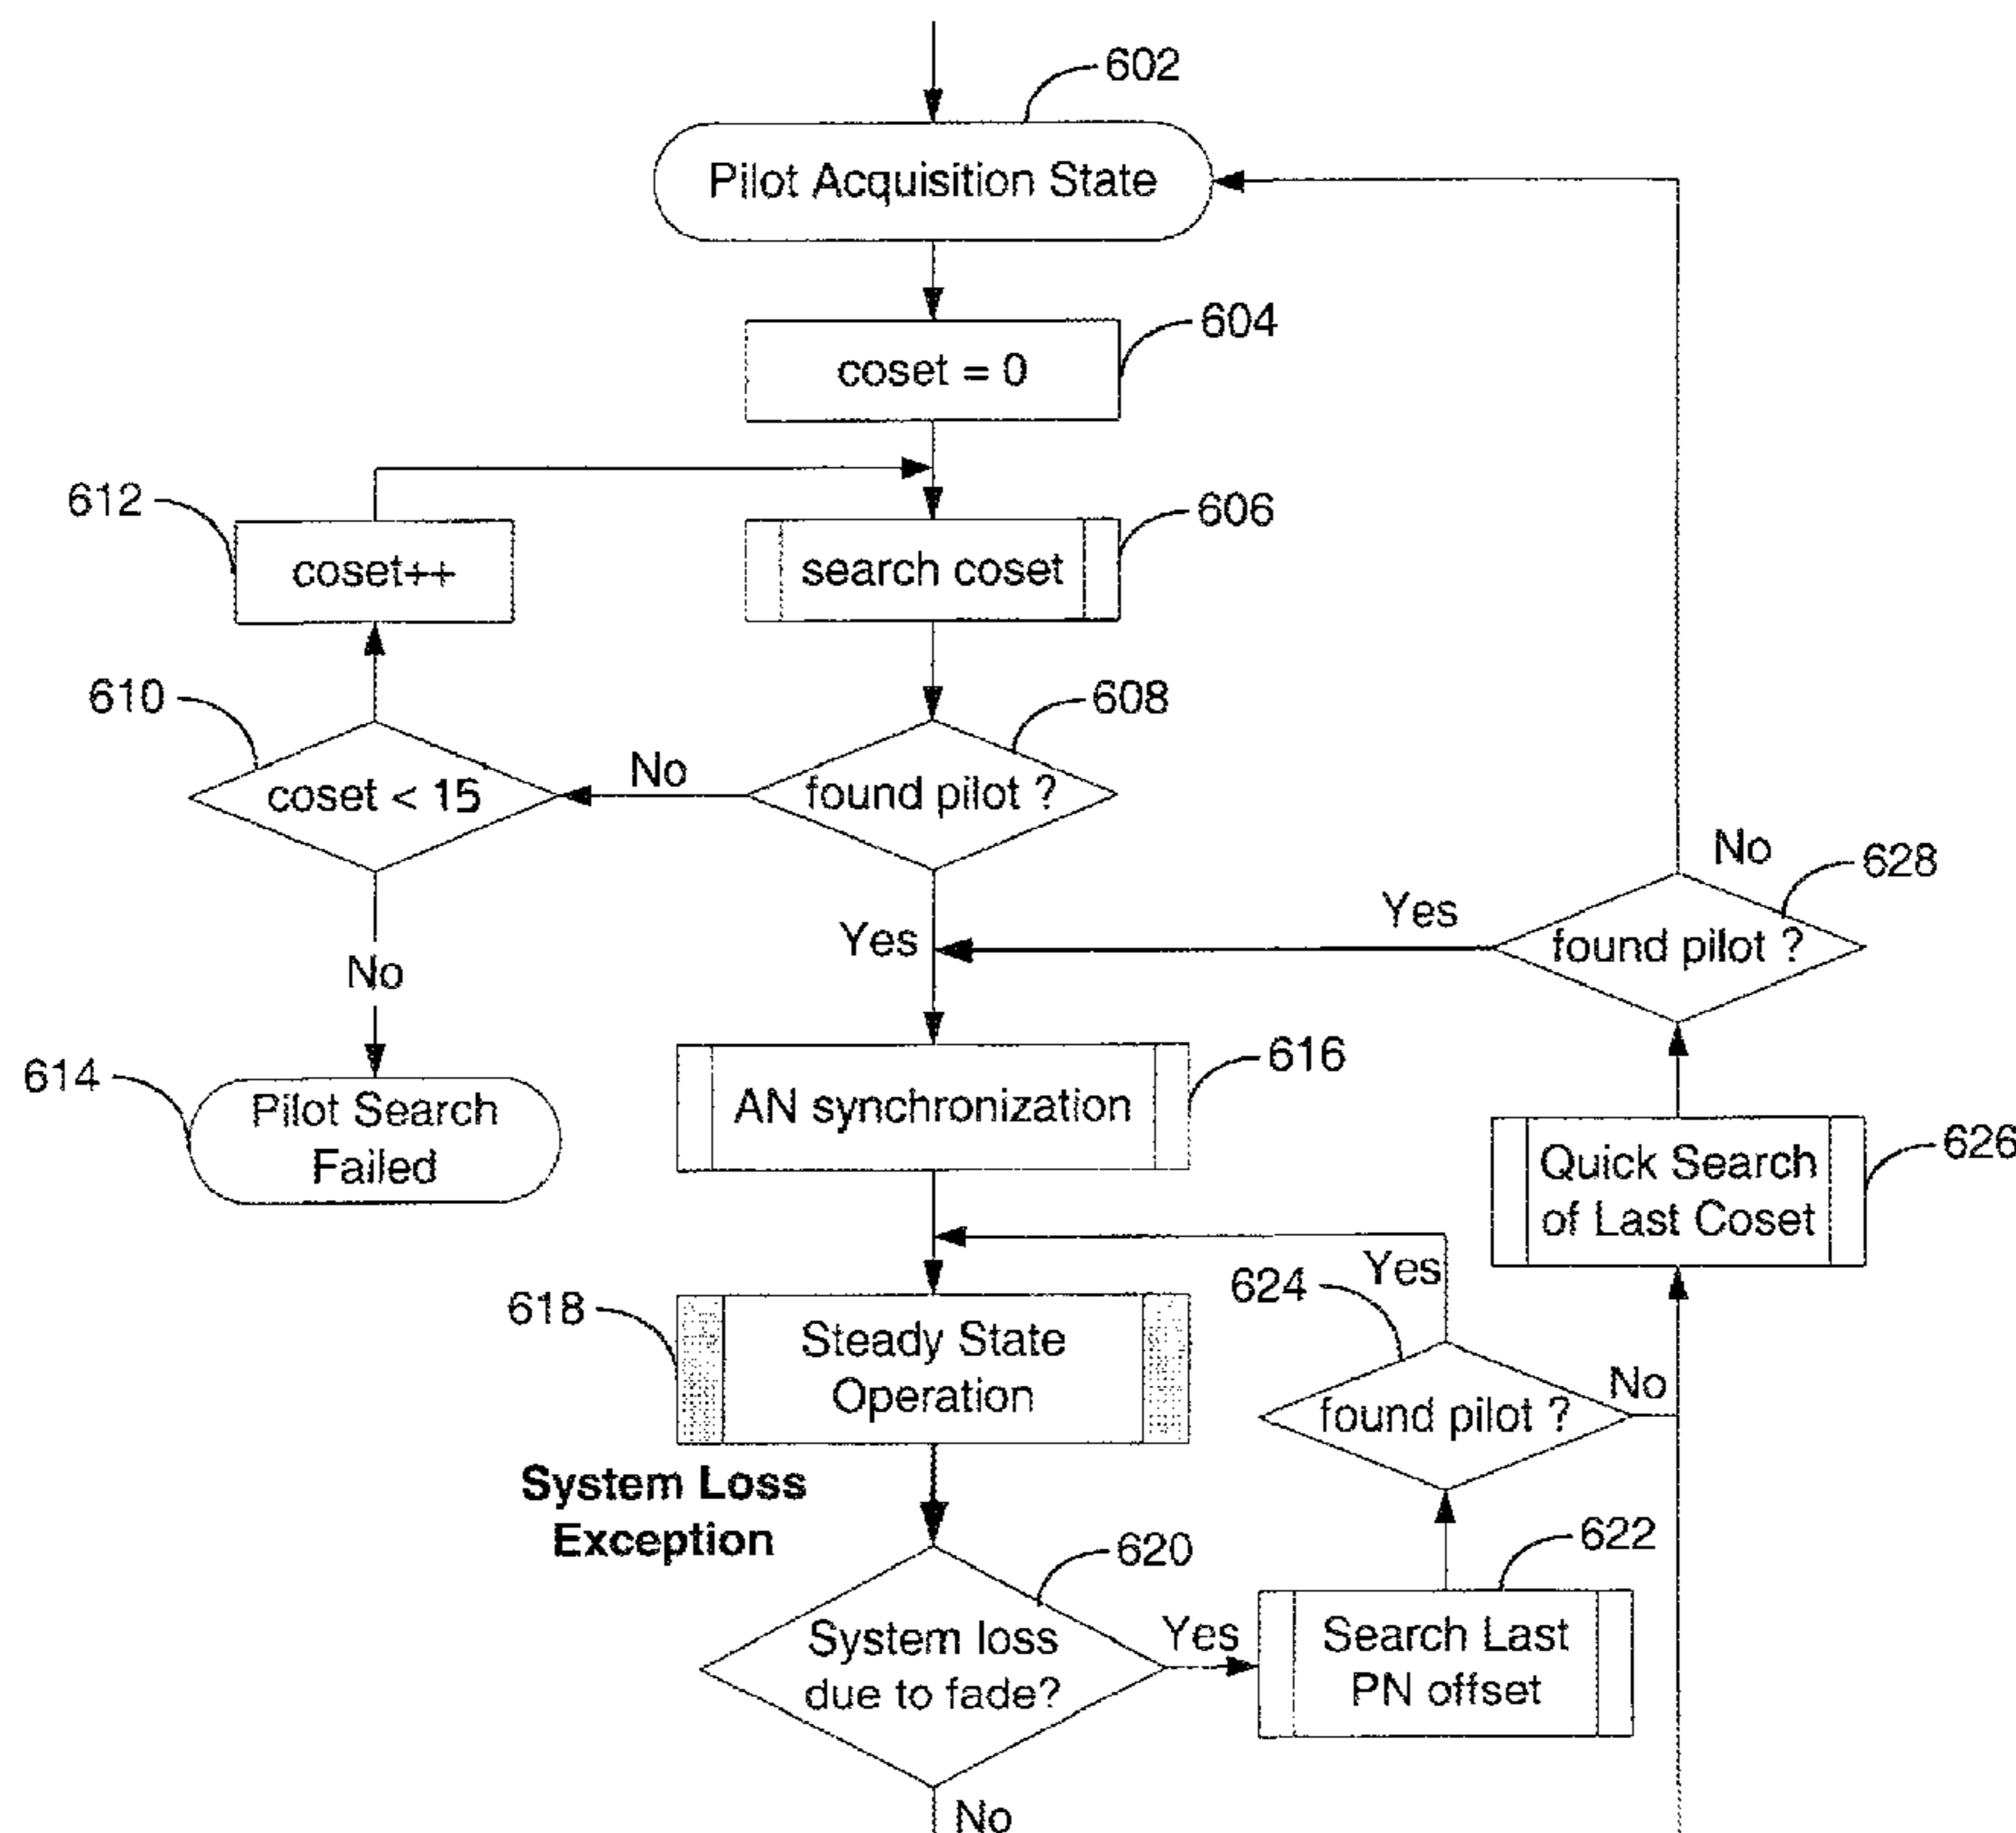 602
Pilot Acquisition State
604
coset = 0
612
606
coset++
search coset
610
608
coset < 15
No
found pilot ?
No
628
Yes
Yes
found pilot ?
No
614
Pilot Search
Failed
616
AN synchronization
626
Quick Search
of Last Coset
Yes
624
618
Steady State
Operation
found pilot ?
No
System Loss
Exception
620
622
System loss
due to fade?
Yes
Search Last
PN offset
No